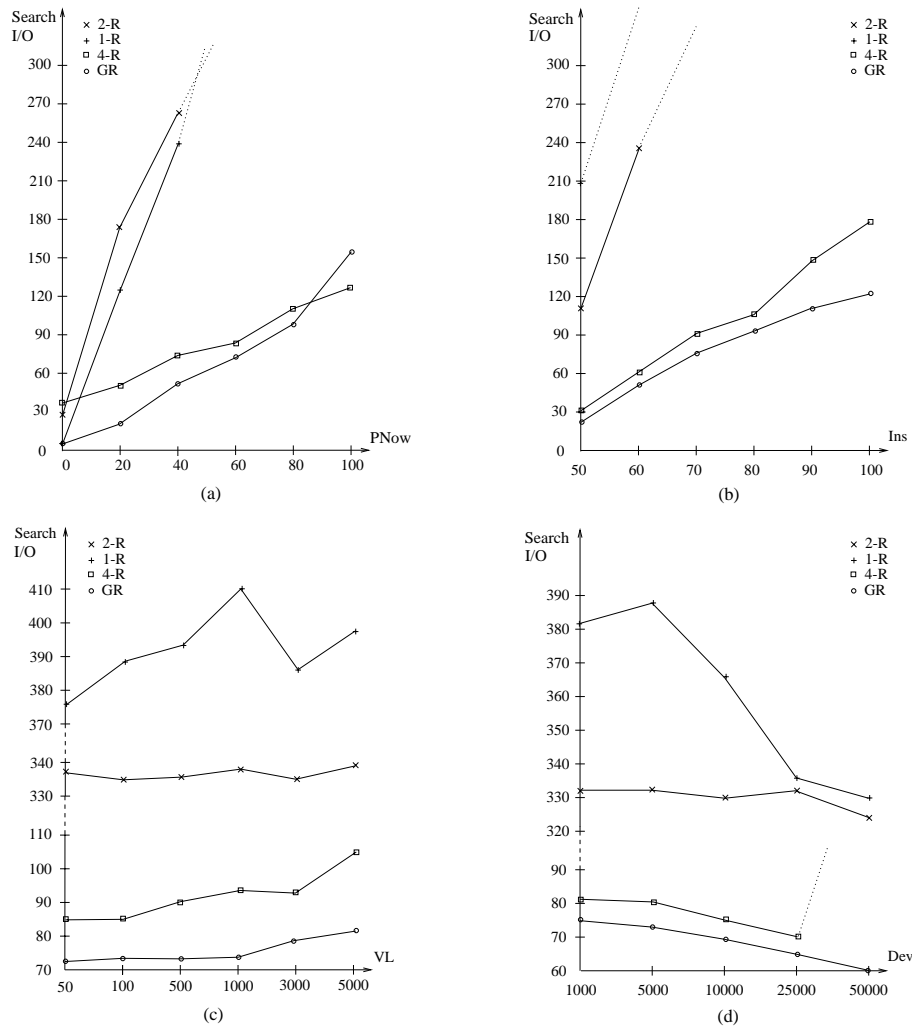 Search
I/O
2-R
1-R
4-R
GR
300
270
240
210
180
150
120
90
60
30
0
0 20 40 60 80 100
PNow
(a)
Search
I/O
2-R
1-R
4-R
GR
300
270
240
210
180
150
120
90
60
30
0
50 60 70 80 90 100
Ins
(b)
Search
I/O
2-R
1-R
4-R
GR
410
400
390
380
370
340
330
110
100
90
80
70
50 100 500 1000 3000 5000
VL
(c)
Search
I/O
2-R
1-R
4-R
GR
390
380
370
360
350
340
330
320
90
80
70
60
1000 5000 10000 25000 50000
Dev
(d)